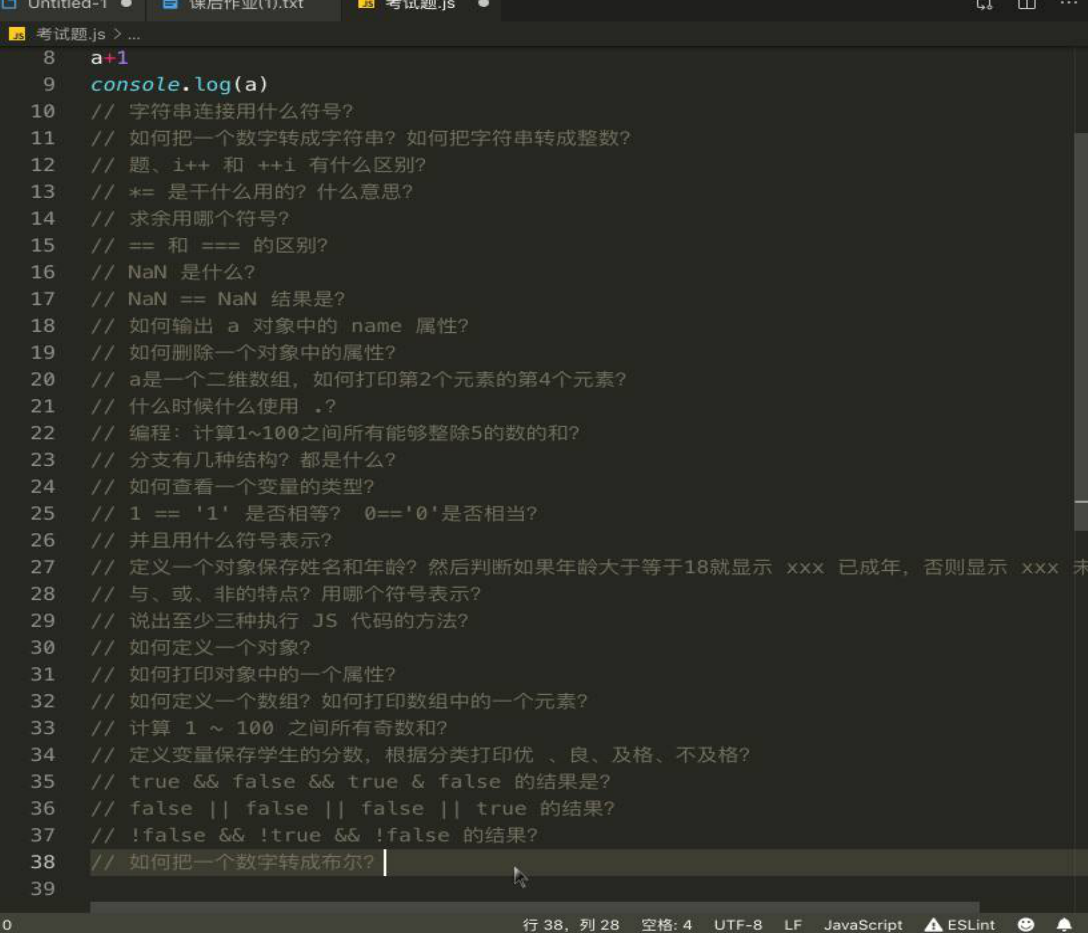 Untitled-1 ● 课后作业(1).txt JS 考试题.js ●
JS 考试题.js > ...
8 a+1
9 console.log(a)
10 // 字符串连接用什么符号?
11 // 如何把一个数字转成字符串? 如何把字符串转成整数?
12 // 题、i++ 和 ++i 有什么区别?
13 // *= 是干什么用的? 什么意思?
14 // 求余用哪个符号?
15 // == 和 === 的区别?
16 // NaN 是什么?
17 // NaN == NaN 结果是?
18 // 如何输出 a 对象中的 name 属性?
19 // 如何删除一个对象中的属性?
20 // a是一个二维数组, 如何打印第2个元素的第4个元素?
21 // 什么时候什么使用 .?
22 // 编程: 计算1~100之间所有能够整除5的数的和?
23 // 分支有几种结构? 都是什么?
24 // 如何查看一个变量的类型?
25 // 1 == '1' 是否相等? 0=='0'是否相当?
26 // 并且用什么符号表示?
27 // 定义一个对象保存姓名和年龄? 然后判断如果年龄大于等于18就显示 xxx 已成年, 否则显示 xxx 未
28 // 与、或、非的特点? 用哪个符号表示?
29 // 说出至少三种执行 JS 代码的方法?
30 // 如何定义一个对象?
31 // 如何打印对象中的一个属性?
32 // 如何定义一个数组? 如何打印数组中的一个元素?
33 // 计算 1 ~ 100 之间所有奇数和?
34 // 定义变量保存学生的分数, 根据分类打印优 、良、及格、不及格?
35 // true && false && true & false 的结果是?
36 // false || false || false || true 的结果?
37 // !false && !true && !false 的结果?
38 // 如何把一个数字转成布尔?
39
0 行 38, 列 28 空格: 4 UTF-8 LF JavaScript ESLint